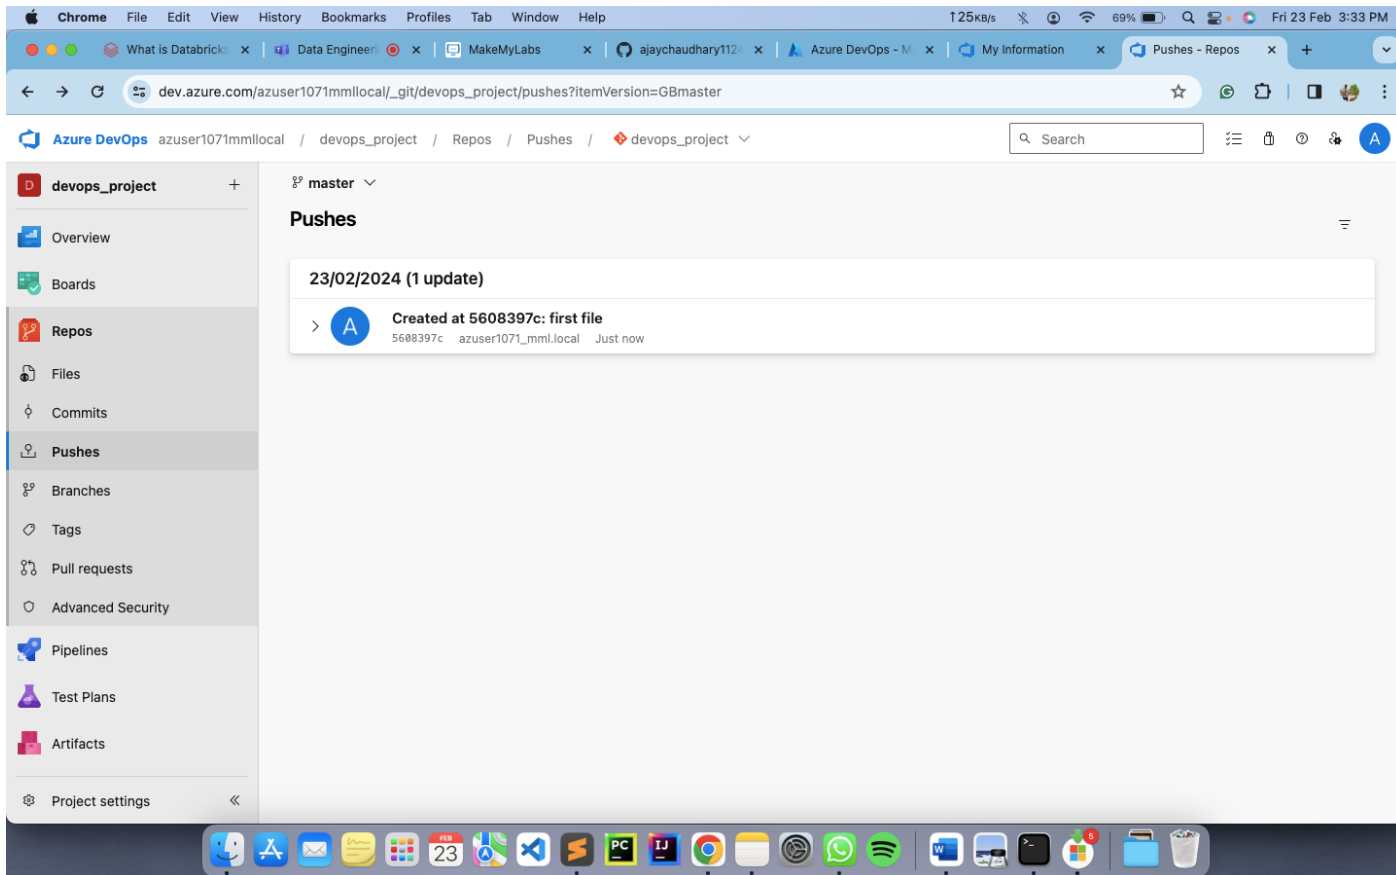 Chrome File Edit View History Bookmarks Profiles Tab Window Help 125KB/s 69% Fri 23 Feb 3:33 PM
What is Databricks Data Engineeri MakeMyLabs ajaychaudhary112 Azure DevOps - M My Information Pushes - Repos
dev.azure.com/azuser1071mmllocal/_git/devops_project/pushes?itemVersion=GBmaster
Azure DevOps azuser1071mmllocal / devops_project / Repos / Pushes / devops_project Search A
D devops_project +
master
Pushes
Overview
Boards
23/02/2024 (1 update)
Repos
A Created at 5608397c: first file
5608397c azuser1071_mml.local Just now
Files
Commits
Pushes
Branches
Tags
Pull requests
Advanced Security
Pipelines
Test Plans
Artifacts
Project settings
FEB
23
PC
IJ
W
5